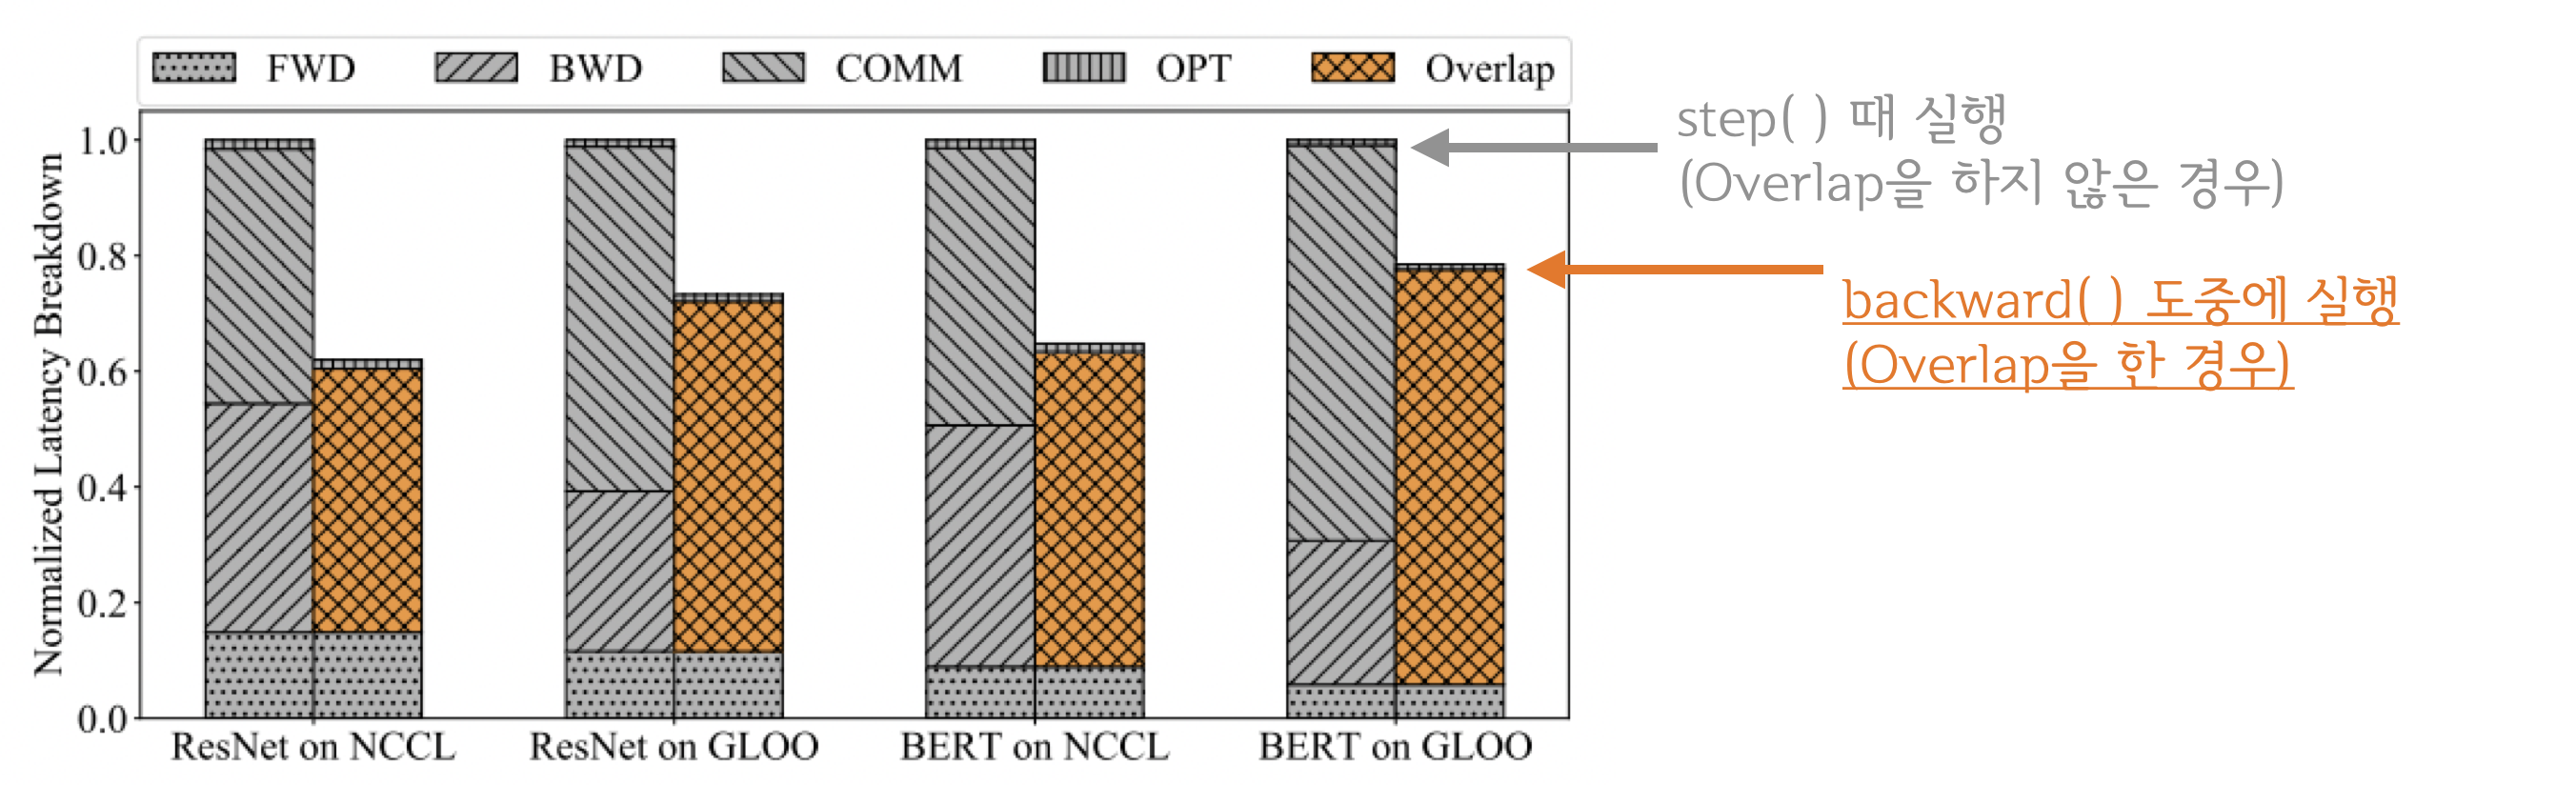 FWD BWD COMM OPT Overlap
Normalized Latency Breakdown
1.0
0.8
0.6
0.4
0.2
0.0
ResNet on NCCL ResNet on GLOO BERT on NCCL BERT on GLOO
step( ) 때 실행
(Overlap을 하지 않은 경우)
backward( ) 도중에 실행
(Overlap을 한 경우)